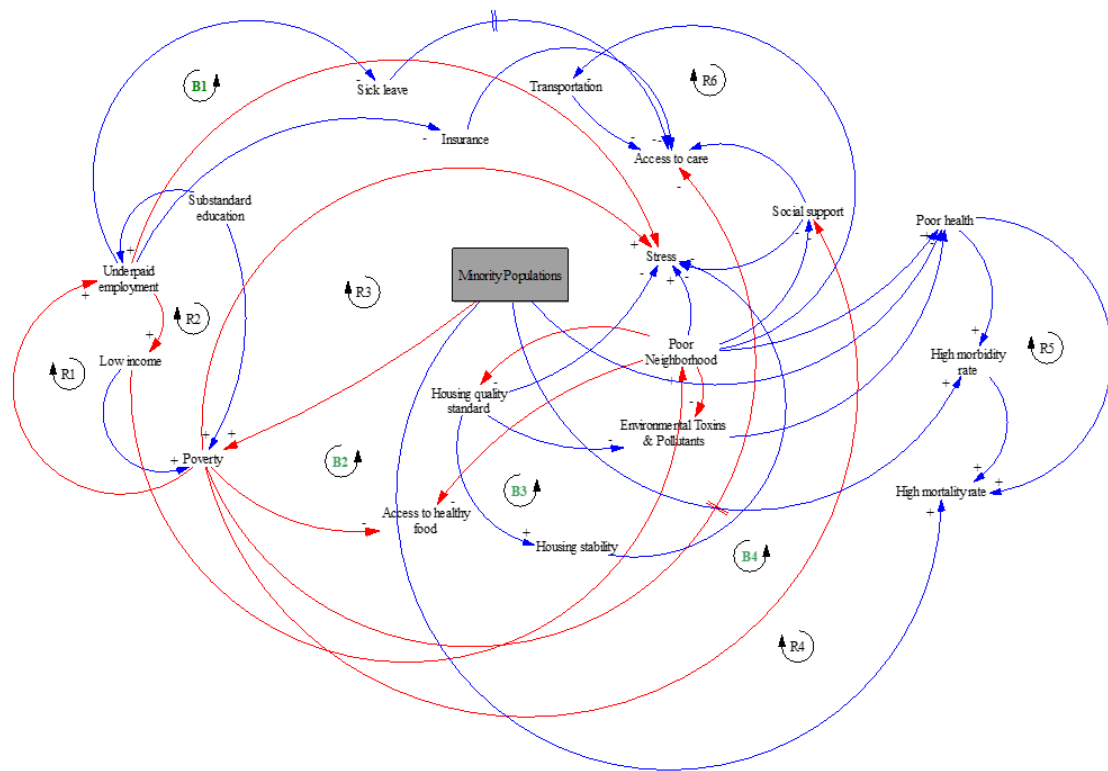 B1
R6
Sick leave
Transportation
Insurance
Access to care
Substandard
education
Social support
Poor health
Underpaid
employment
Stress
Minority Populations
R3
R2
Low income
R1
Poor
Neighborhood
High morbidity
rate
R5
Housing quality
standard
Environmental Toxins
& Pollutants
Poverty
B2
B3
High mortality rate
Access to healthy
food
Housing stability
B4
R4